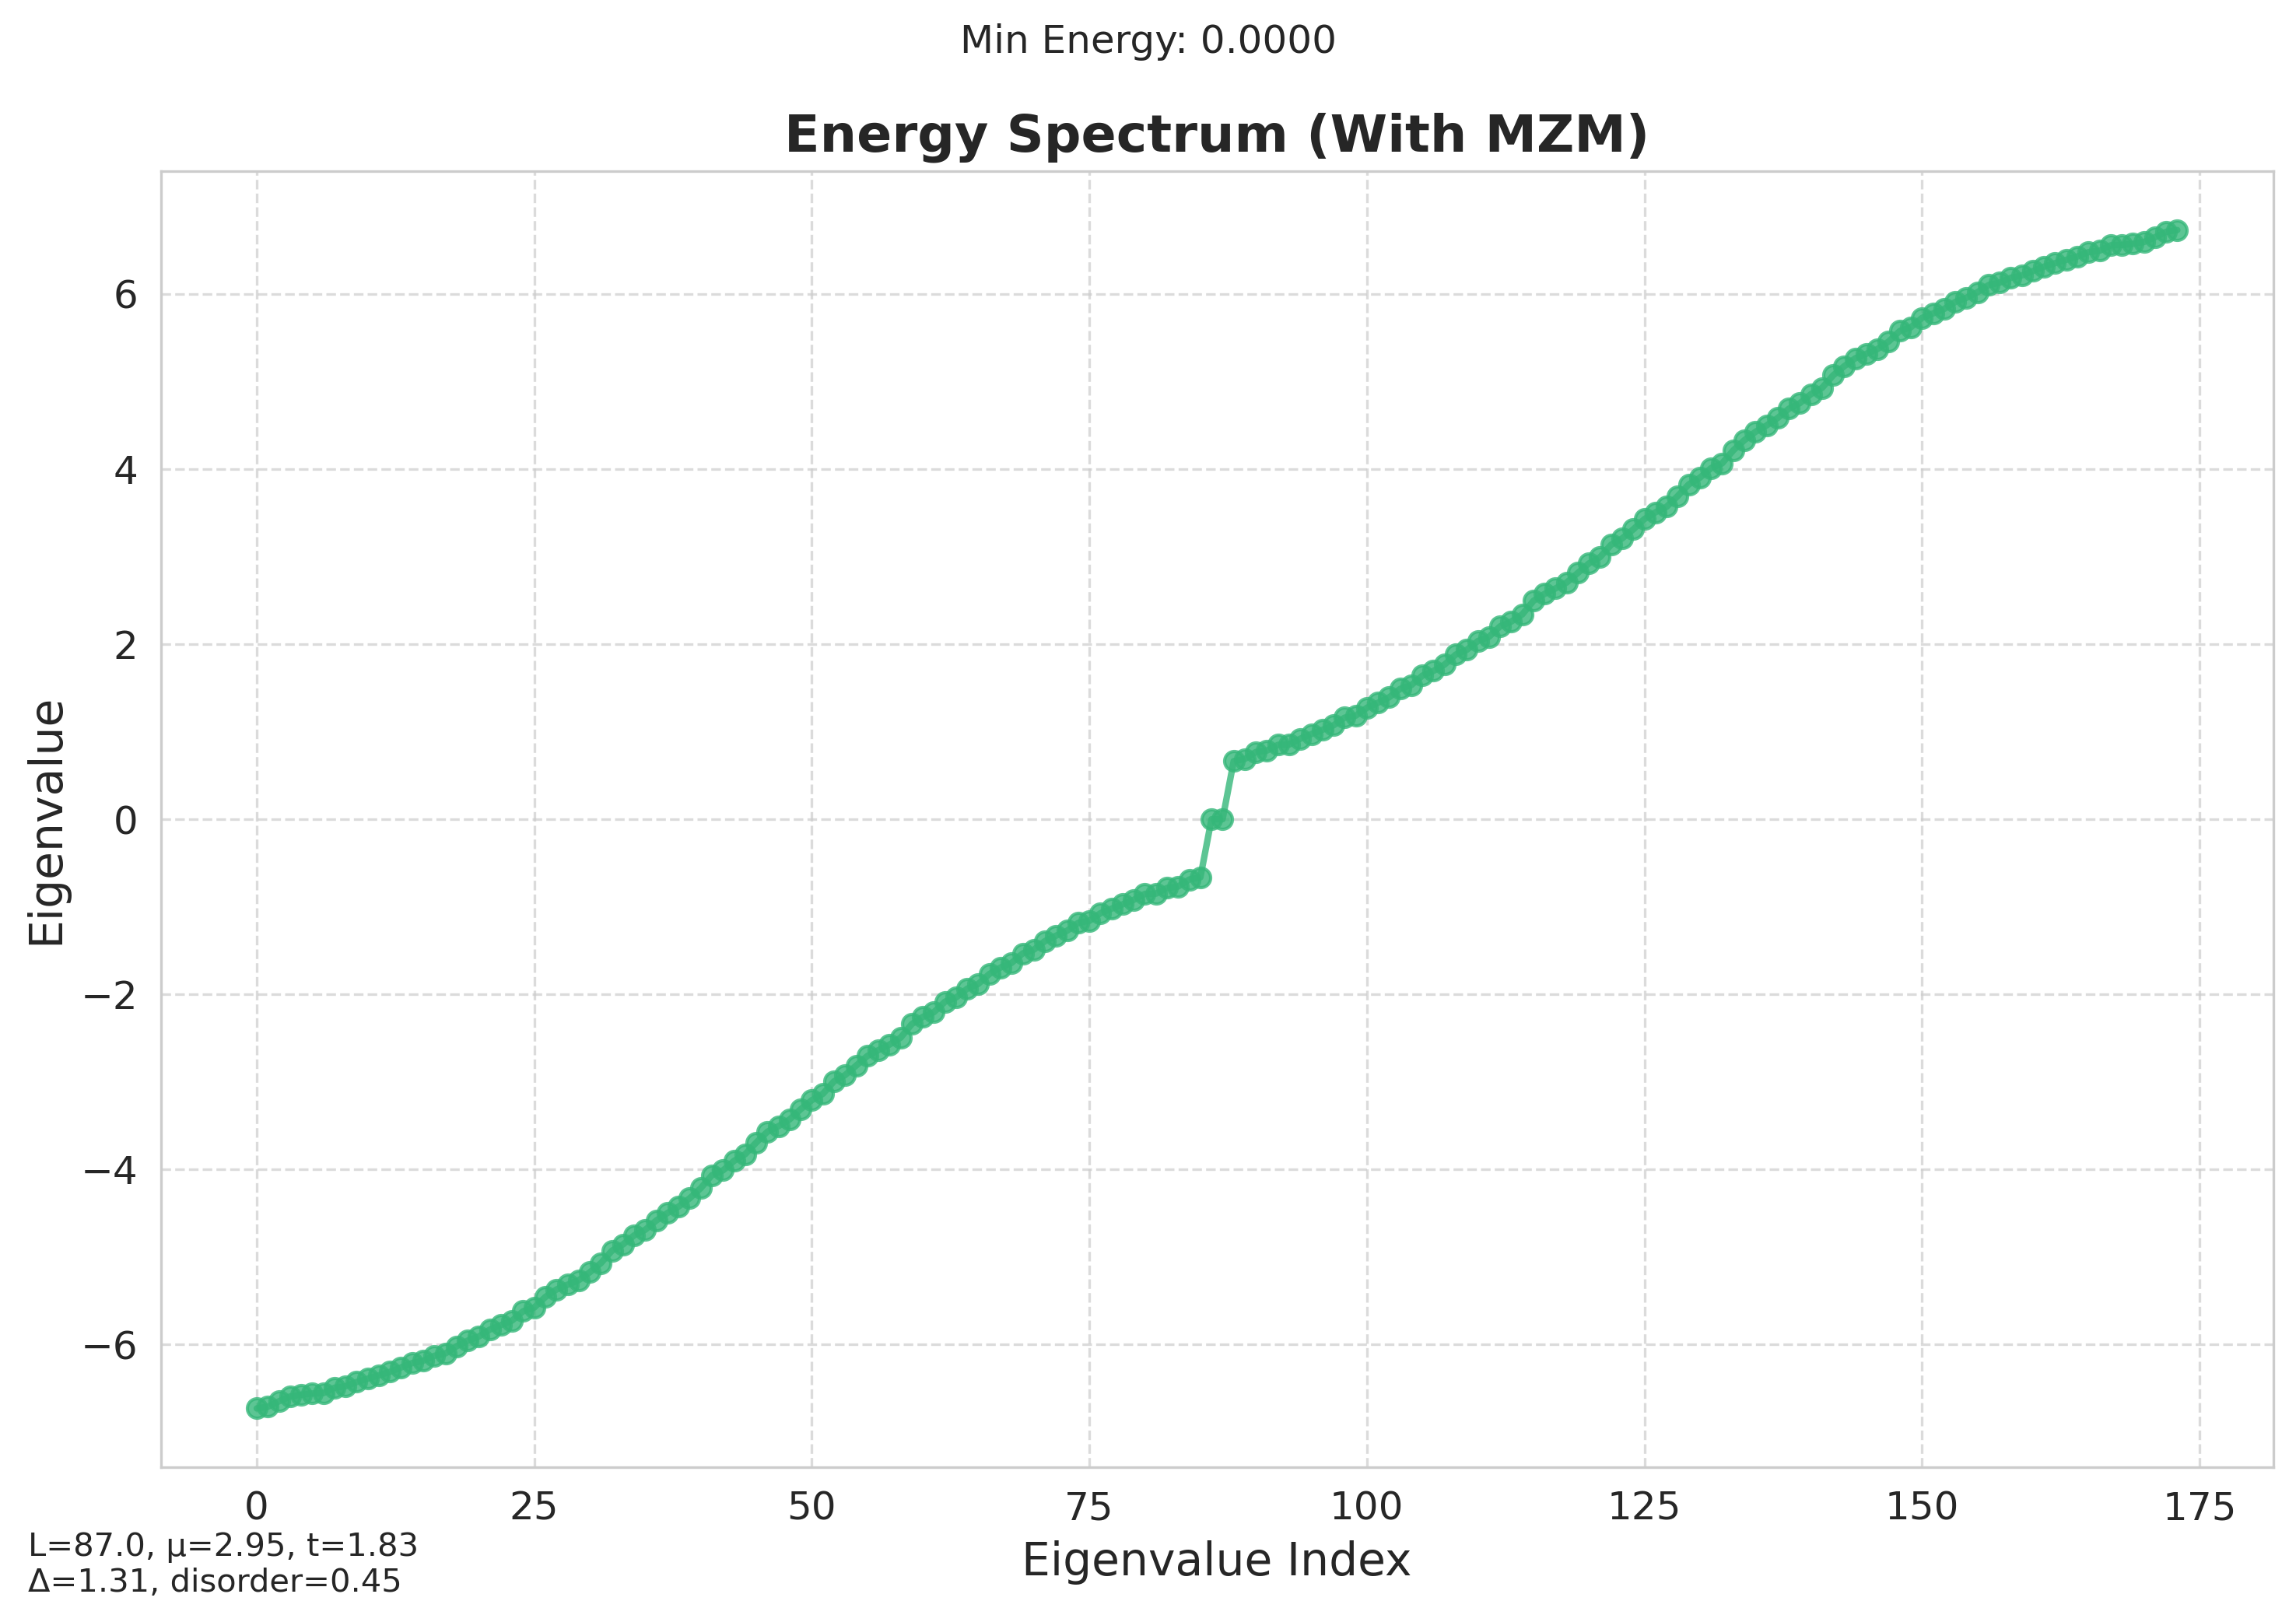 Min Energy: 0.0000
Energy Spectrum (With MZM)
Eigenvalue
6
4
2
0
−2
−4
−6
0 25 50 75 100 125 150 175
Eigenvalue Index
L=87.0, μ=2.95, t=1.83
Δ=1.31, disorder=0.45